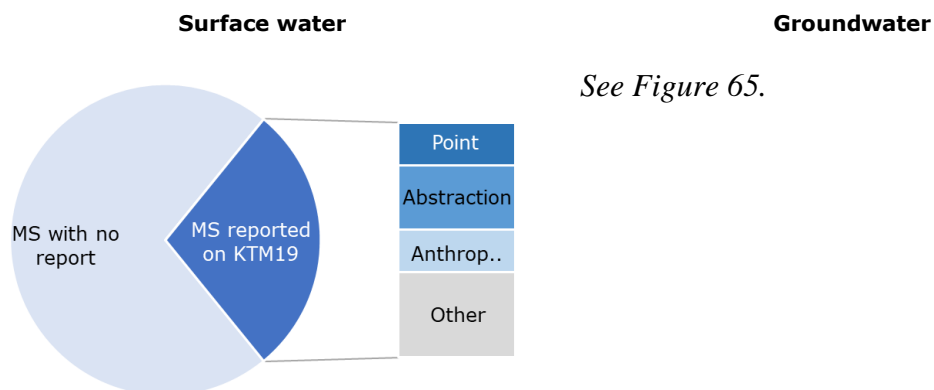 Surface water
Groundwater
See Figure 65.
MS with no
report
MS reported
on KTM19
Point
Abstraction
Anthrop..
Other